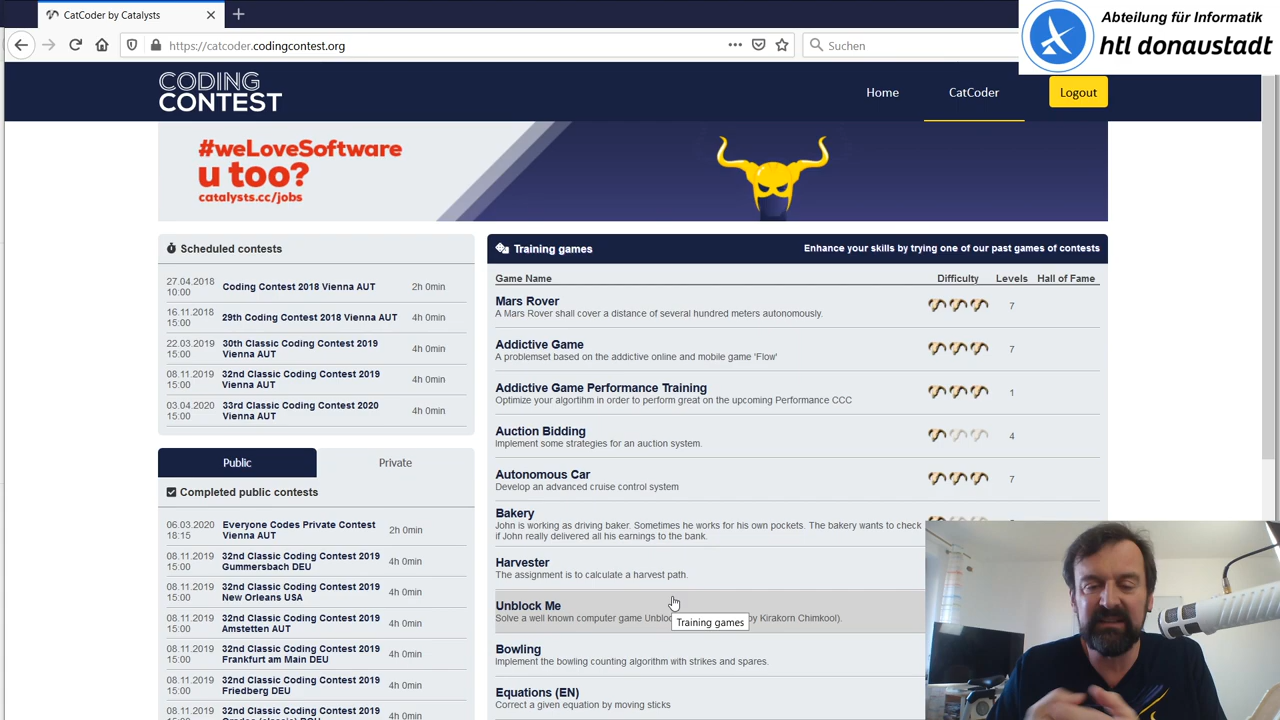 CatCoder by Catalysts
Abteilung für Informatik
htl donaustadt
https://catcoder.codingcontest.org
Suchen
CODING
CONTEST
Home
CatCoder
Logout
#weLoveSoftware
u too?
catalysts.cc/jobs
Scheduled contests
27.04.2018
10:00
Coding Contest 2018 Vienna AUT
2h 0min
16.11.2018
15:00
29th Coding Contest 2018 Vienna AUT
4h 0min
22.03.2019
15:00
30th Classic Coding Contest 2019
Vienna AUT
4h 0min
08.11.2019
15:00
32nd Classic Coding Contest 2019
Vienna AUT
4h 0min
03.04.2020
15:00
33rd Classic Coding Contest 2020
Vienna AUT
4h 0min
Public
Private
Completed public contests
06.03.2020
18:15
Everyone Codes Private Contest
Vienna AUT
2h 0min
08.11.2019
15:00
32nd Classic Coding Contest 2019
Gummersbach DEU
4h 0min
08.11.2019
15:00
32nd Classic Coding Contest 2019
New Orleans USA
4h 0min
08.11.2019
15:00
32nd Classic Coding Contest 2019
Amstetten AUT
4h 0min
08.11.2019
15:00
32nd Classic Coding Contest 2019
Frankfurt am Main DEU
4h 0min
08.11.2019
15:00
32nd Classic Coding Contest 2019
Friedberg DEU
4h 0min
08.11.2019
15:00
32nd Classic Coding Contest 2019
4h 0min
Training games
Enhance your skills by trying one of our past games of contests
Game Name
Difficulty
Levels
Hall of Fame
Mars Rover
A Mars Rover shall cover a distance of several hundred meters autonomously.
7
Addictive Game
A problemset based on the addictive online and mobile game 'Flow'
7
Addictive Game Performance Training
Optimize your algortihm in order to perform great on the upcoming Performance CCC
1
Auction Bidding
Implement some strategies for an auction system.
4
Autonomous Car
Develop an advanced cruise control system
7
Bakery
John is working as driving baker. Sometimes he works for his own pockets. The bakery wants to check
if John really delivered all his earnings to the bank.
Harvester
The assignment is to calculate a harvest path.
Unblock Me
Solve a well known computer game Unblo
by Kirakorn Chimkool).
Training games
Bowling
Implement the bowling counting algorithm with strikes and spares.
Equations (EN)
Correct a given equation by moving sticks